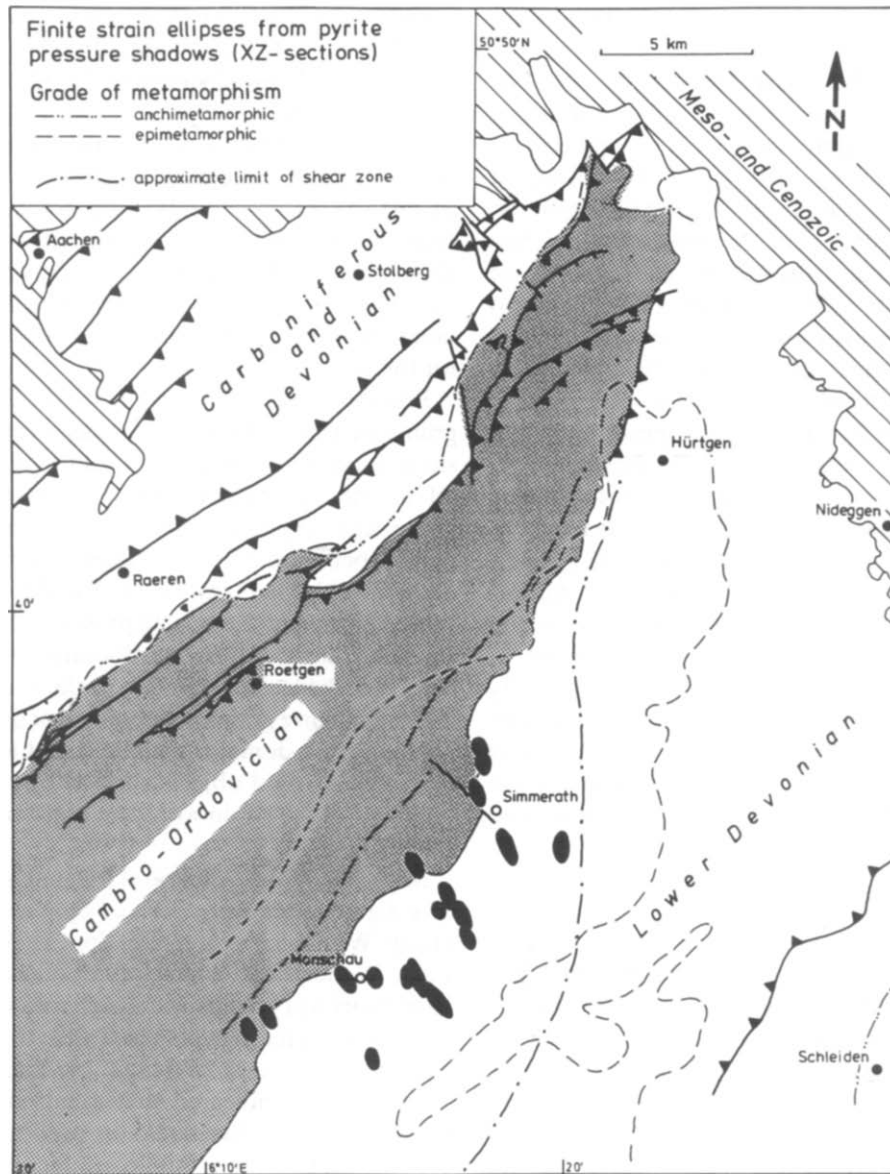 Finite strain ellipses from pyrite
pressure shadows (XZ-sections)
Grade of metamorphism
anchimetamorphic
epimetamorphic
approximate limit of shear zone
50°50'N
5 km
N
Meso- and Cenozoic
Aachen
Stolberg
Carboniferous
and
Devonian
Hürtgen
Nideggen
Raeren
40'
Roetgen
Simmerath
Cambro-Ordovician
Lower Devonian
Monschau
Schleiden
30'
6°10'E
20'